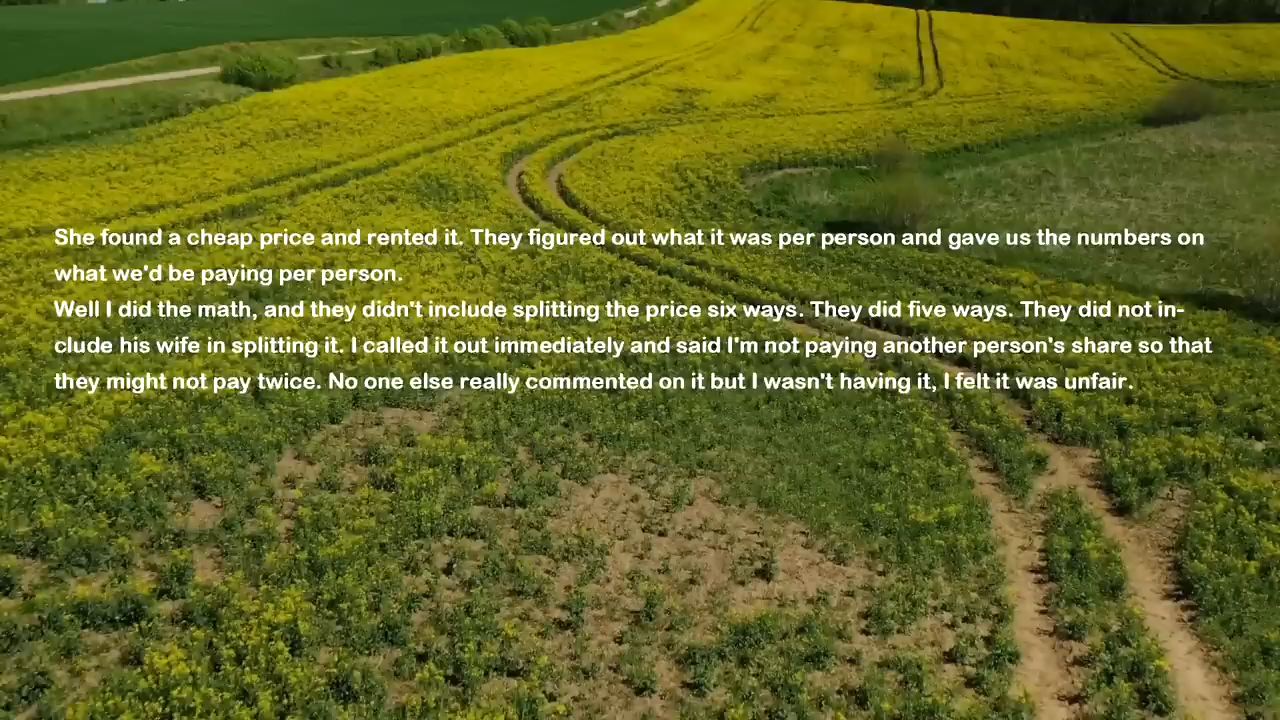 She found a cheap price and rented it. They figured out what it was per person and gave us the numbers on
what we'd be paying per person.
Well I did the math, and they didn't include splitting the price six ways. They did five ways. They did not in-
clude his wife in splitting it. I called it out immediately and said I'm not paying another person's share so that
they might not pay twice. No one else really commented on it but I wasn't having it, I felt it was unfair.